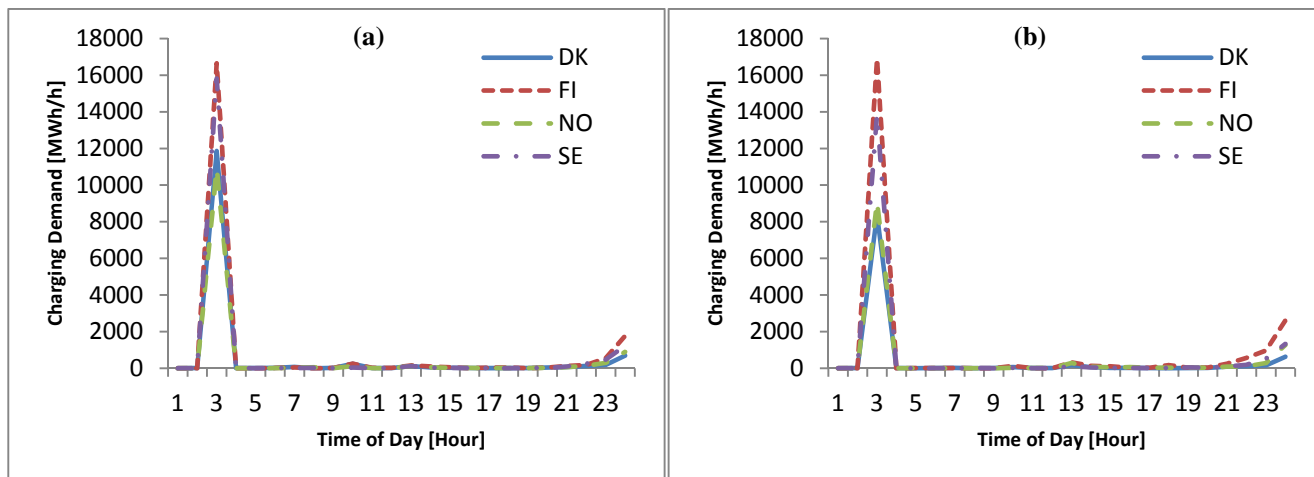 (a)
Charging Demand [MWh/h]
18000
16000
14000
12000
10000
8000
6000
4000
2000
0
DK
FI
NO
SE
1 3 5 7 9 11 13 15 17 19 21 23
Time of Day [Hour]
(b)
Charging Demand [MWh/h]
18000
16000
14000
12000
10000
8000
6000
4000
2000
0
DK
FI
NO
SE
1 3 5 7 9 11 13 15 17 19 21 23
Time of Day [Hour]